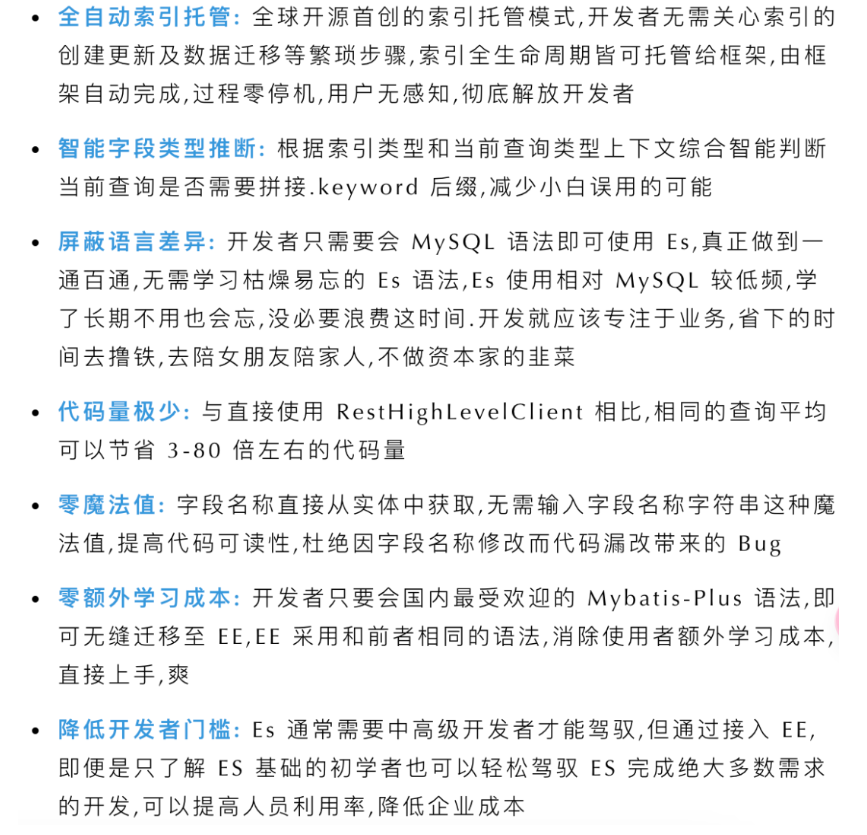 全自动索引托管: 全球开源首创的索引托管模式,开发者无需关心索引的
创建更新及数据迁移等繁琐步骤,索引全生命周期皆可托管给框架,由框
架自动完成,过程零停机,用户无感知,彻底解放开发者
智能字段类型推断: 根据索引类型和当前查询类型上下文综合智能判断
当前查询是否需要拼接.keyword 后缀,减少小白误用的可能
屏蔽语言差异: 开发者只需要会 MySQL 语法即可使用 Es,真正做到一
通百通,无需学习枯燥易忘的 Es 语法,Es 使用相对 MySQL 较低频,学
了长期不用也会忘,没必要浪费这时间.开发就应该专注于业务,省下的时
间去撸铁,去陪女朋友陪家人,不做资本家的韭菜
代码量极少: 与直接使用 RestHighLevelClient 相比,相同的查询平均
可以节省 3-80 倍左右的代码量
零魔法值: 字段名称直接从实体中获取,无需输入字段名称字符串这种魔
法值,提高代码可读性,杜绝因字段名称修改而代码漏改带来的 Bug
零额外学习成本: 开发者只要会国内最受欢迎的 Mybatis-Plus 语法,即
可无缝迁移至 EE,EE 采用和前者相同的语法,消除使用者额外学习成本,
直接上手,爽
降低开发者门槛: Es 通常需要中高级开发者才能驾驭,但通过接入 EE,
即便是只了解 ES 基础的初学者也可以轻松驾驭 ES 完成绝大多数需求
的开发,可以提高人员利用率,降低企业成本